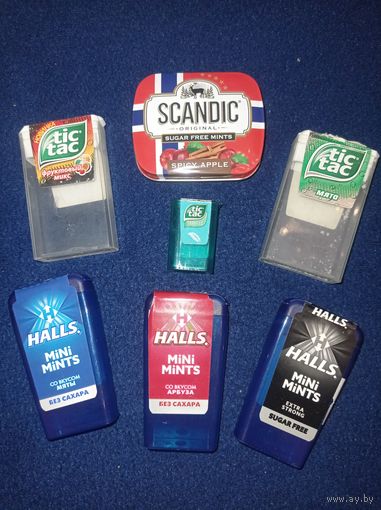 НОВИНКА
tic
tac
Фруктовый
микс
SCANDIC
ORIGINAL
SUGAR FREE MINTS
SPICY APPLE
tic
tac
МЯТА
tic
tac
HALLS
MiNi
MiNTS
СО ВКУСОМ
МЯТЫ
БЕЗ САХАРА
HALLS
MiNi
MiNTS
СО ВКУСОМ
АРБУЗА
БЕЗ САХАРА
HALLS
MiNi
MiNTS
EXTRA
STRONG
SUGAR FREE
www.ay.by